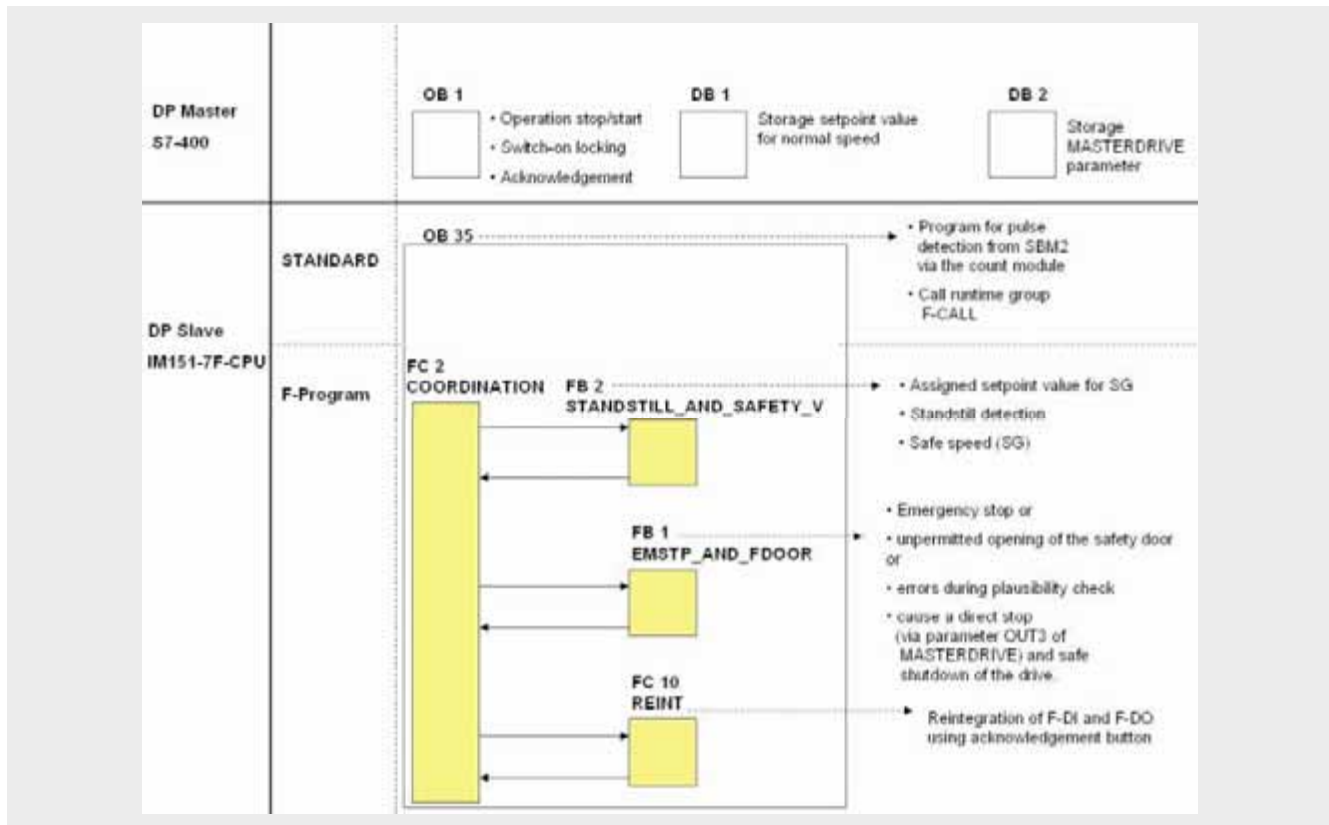 OB 1
DB 1
DB 2
DP Master
S7-400
• Operation stop/start
• Switch-on locking
• Acknowledgement
Storage setpoint value
for normal speed
Storage
MASTERDRIVE
parameter
OB 35
• Program for pulse
detection from SBM2
via the count module
• Call runtime group
F-CALL
STANDARD
DP Slave
IM151-7F-CPU
F-Program
FC 2
COORDINATION
FB 2
STANDSTILL_AND_SAFETY_V
• Assigned setpoint value for SG
• Standstill detection
• Safe speed (SG)
FB 1
EMSTP_AND_FDOOR
• Emergency stop or
• unpermitted opening of the safety door
or
• errors during plausibility check
• cause a direct stop
(via parameter OUT3 of
MASTERDRIVE) and safe
shutdown of the drive.
FC 10
REINT
Reintegration of F-DI and F-DO
using acknowledgement button